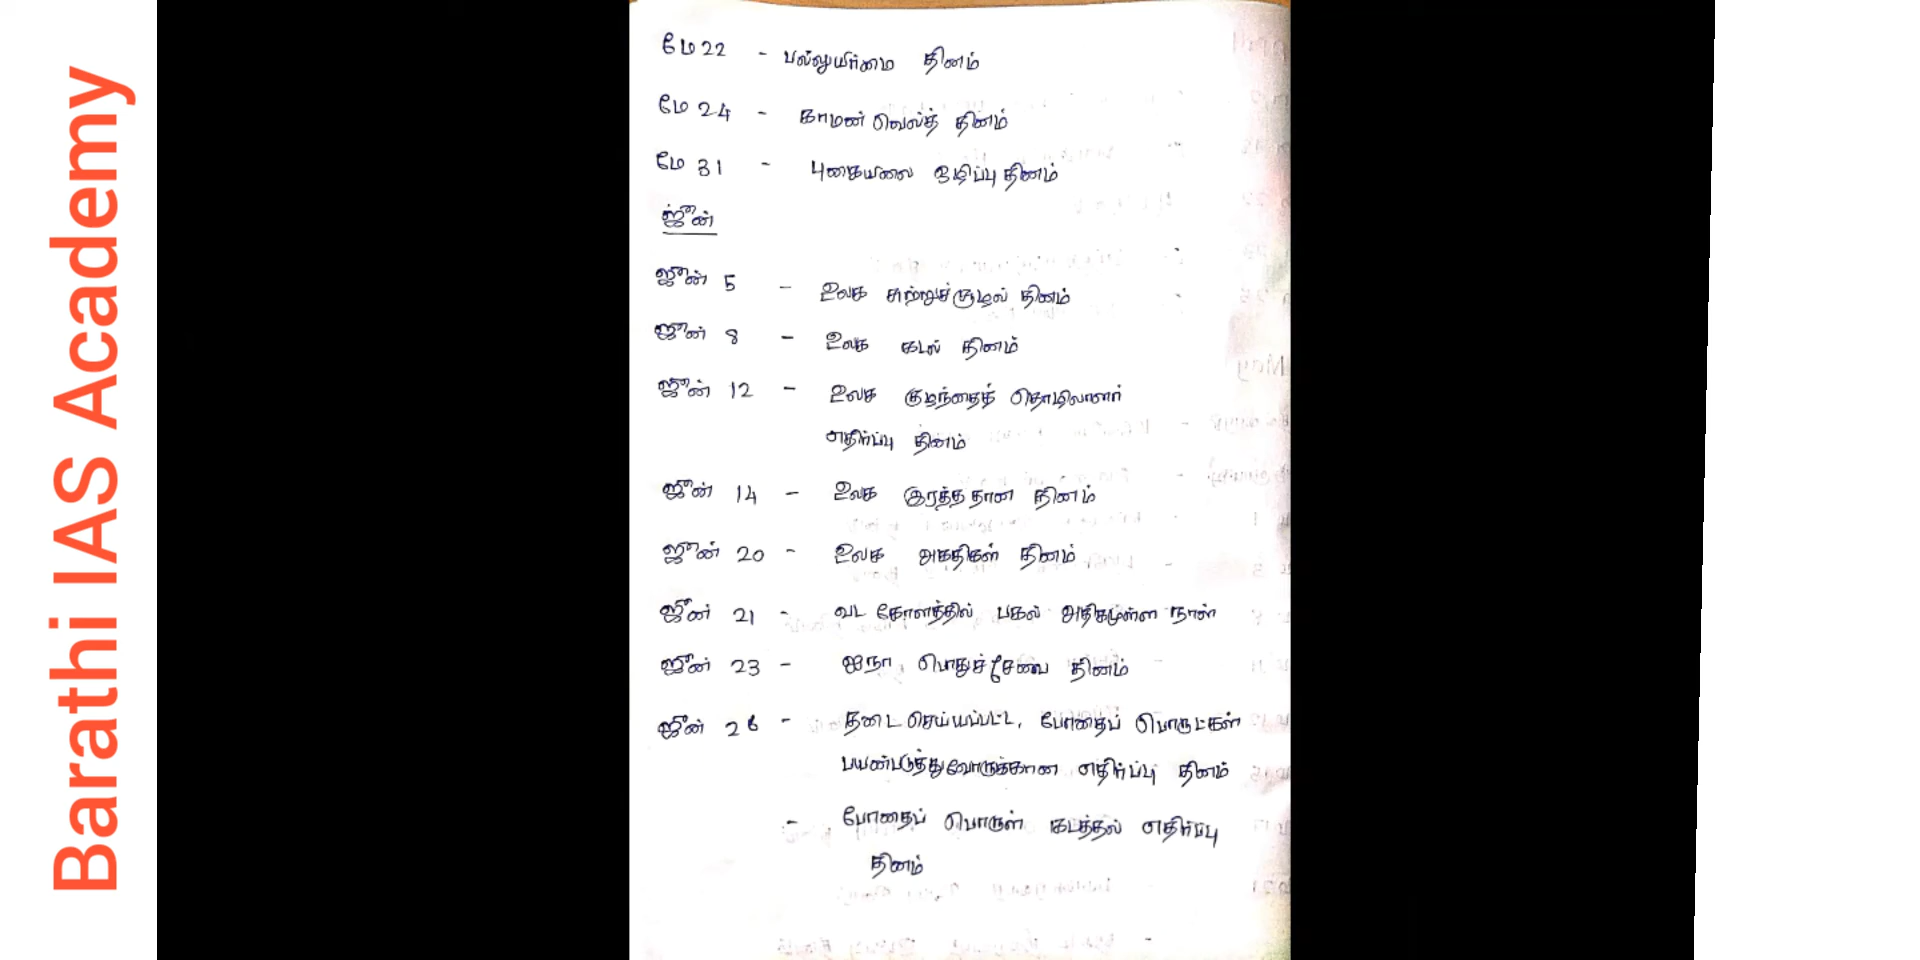 Barathi IAS Academy
மே 22 - பல்லுயிர்மை தினம்
மே 24 - காமன் வெல்த் தினம்
மே 31 - புகையிலை ஒழிப்பு தினம்
ஜூன்
ஜூன் 5 - உலக சுற்றுச்சூழல் தினம்
ஜூன் 8 - உலக கடல் தினம்
ஜூன் 12 - உலக குழந்தைத் தொழிலாளர்
எதிர்ப்பு தினம்
ஜூன் 14 - உலக இரத்த தான தினம்
ஜூன் 20 - உலக அகதிகள் தினம்
ஜூன் 21 - வட கோளத்தில் பகல் அதிகமுள்ள நாள்
ஜூன் 23 - ஐநா பொதுச் சேவை தினம்
ஜூன் 26 - தடை செய்யப்பட்ட, போதைப் பொருட்கள்
பயன்படுத்துவோருக்கான எதிர்ப்பு தினம்
- போதைப் பொருள் கடத்தல் எதிர்ப்பு
தினம்